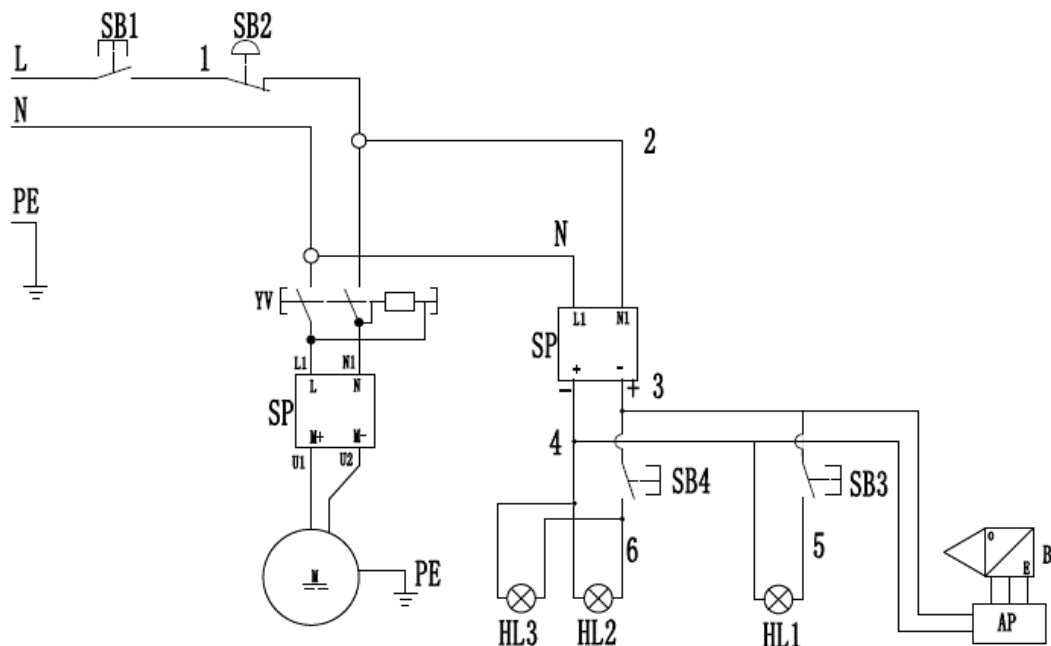 SB1 SB2
L 1
N
2
PE
N
YV
L1 N1
SP
L1 N1
+ -
- + 3
L N
SP
M+ M-
U1 U2
4
SB4 SB3
6 5
B
O
E
M
PE
AP
HL3 HL2 HL1